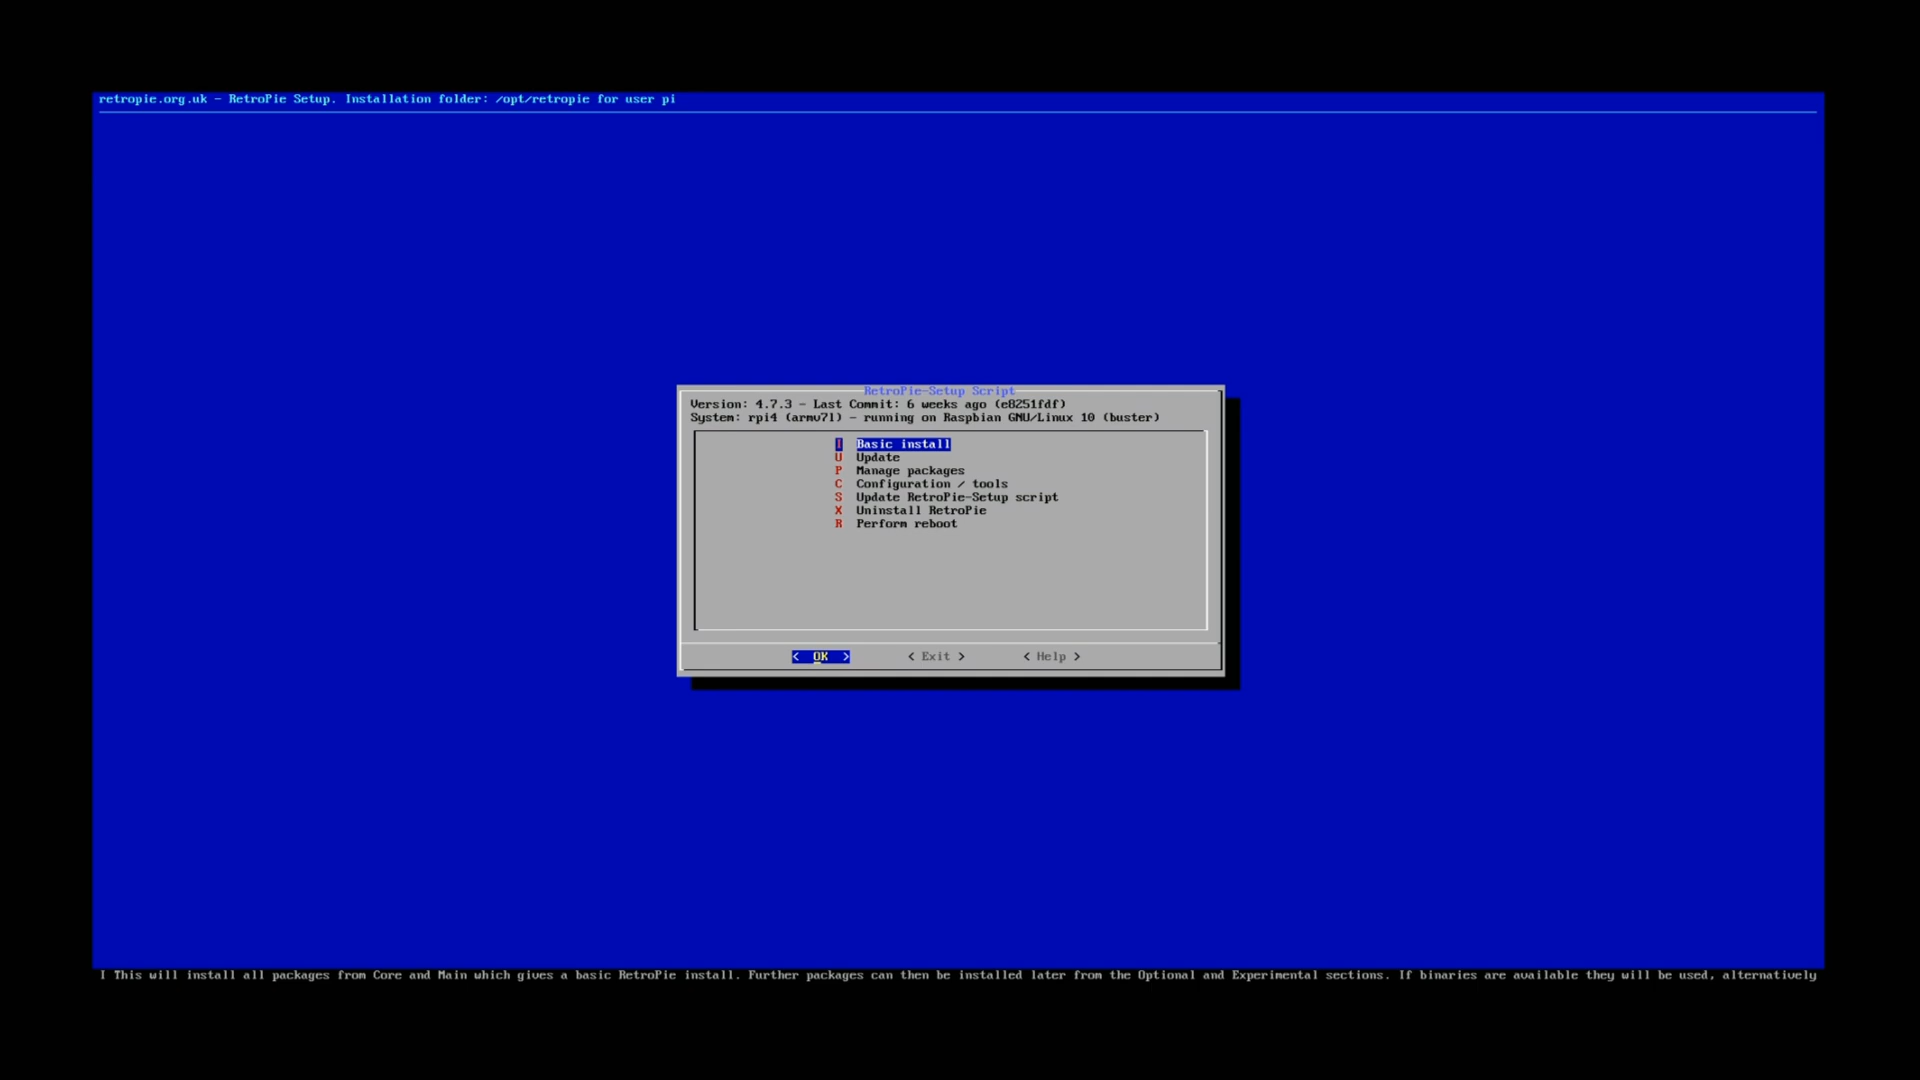 retropie.org.uk - RetroPie Setup. Installation folder: /opt/retropie for user pi
RetroPie-Setup Script
Version: 4.7.3 - Last Commit: 6 weeks ago (e8251fdf)
System: rpi4 (armv7l) - running on Raspbian GNU/Linux 10 (buster)
I Basic install
U Update
P Manage packages
C Configuration / tools
S Update RetroPie-Setup script
X Uninstall RetroPie
R Perform reboot
< OK > < Exit > < Help >
I This will install all packages from Core and Main which gives a basic RetroPie install. Further packages can then be installed later from the Optional and Experimental sections. If binaries are available they will be used, alternatively